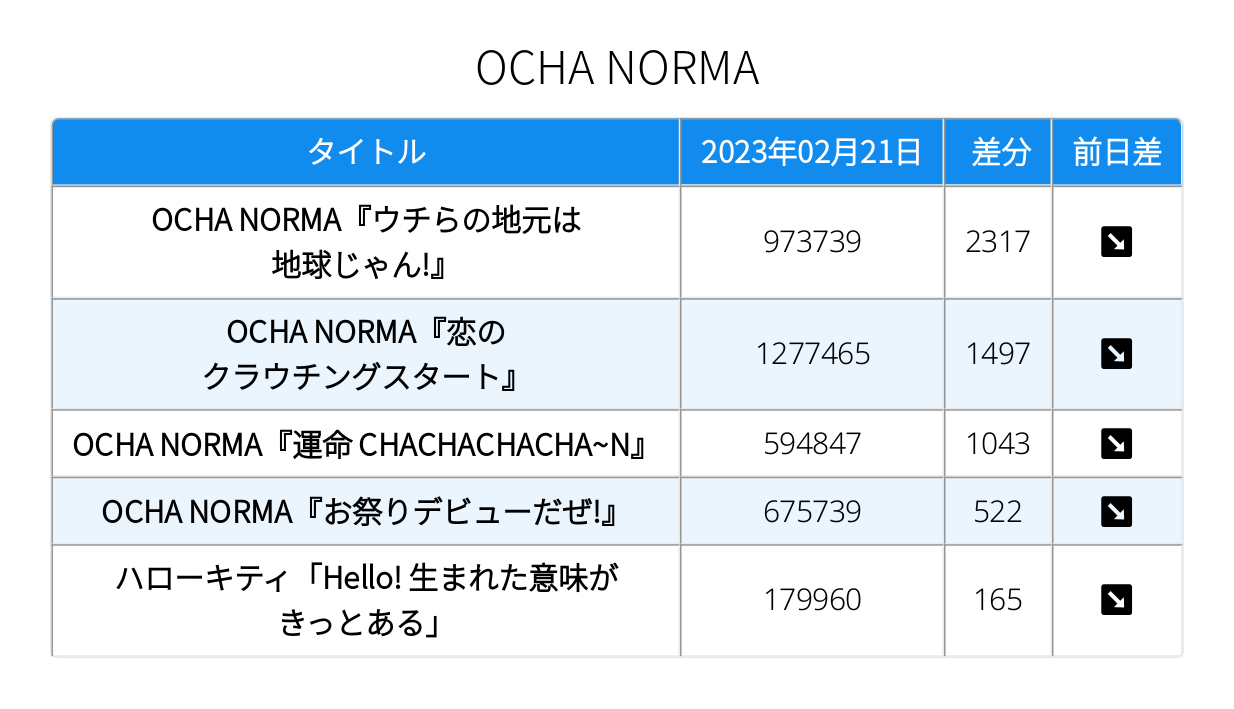 OCHA NORMA
タイトル 2023年02月21日 差分 前日差
OCHA NORMA『ウチらの地元は
地球じゃん!』 973739 2317 ↘
OCHA NORMA『恋の
クラウチングスタート』 1277465 1497 ↘
OCHA NORMA『運命 CHACHACHACHA~N』 594847 1043 ↘
OCHA NORMA『お祭りデビューだぜ!』 675739 522 ↘
ハローキティ「Hello! 生まれた意味が
きっとある」 179960 165 ↘